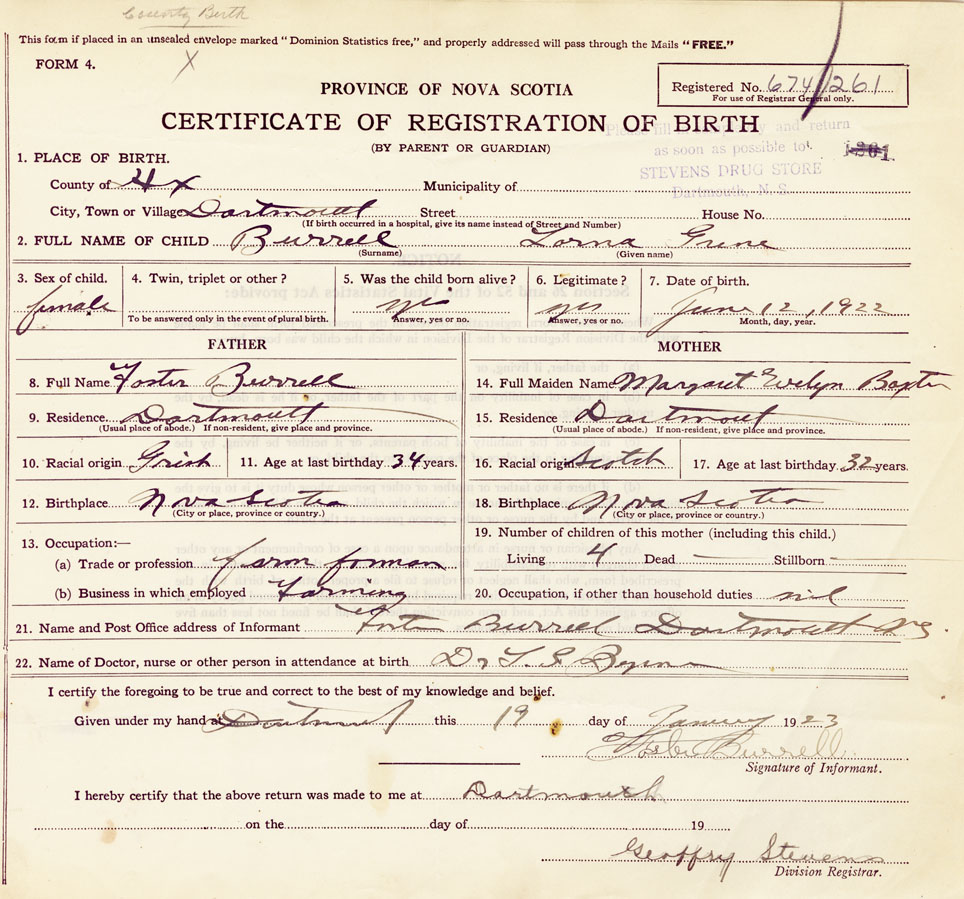 County Birth
This form if placed in an unsealed envelope marked "Dominion Statistics free," and properly addressed will pass through the Mails "FREE."
FORM 4.
X
Registered No. 674/261
For use of Registrar General only.
PROVINCE OF NOVA SCOTIA
CERTIFICATE OF REGISTRATION OF BIRTH
(BY PARENT OR GUARDIAN)
Please fill in and return
as soon as possible to
STEVENS DRUG STORE
Dartmouth, N. S.
1. PLACE OF BIRTH.
County of Hx Municipality of
City, Town or Village Dartmouth Street House No.
(If birth occurred in a hospital, give its name instead of Street and Number)
2. FULL NAME OF CHILD Burrell Lorna
(Surname) (Given name)
3. Sex of child. 4. Twin, triplet or other? 5. Was the child born alive? 6. Legitimate? 7. Date of birth.
female yes yes June 12, 1922
To be answered only in the event of plural birth. Answer, yes or no. Answer, yes or no. Month, day, year.
FATHER MOTHER
8. Full Name Foster Burrell 14. Full Maiden Name Margaret Evelyn Baxter
9. Residence Dartmouth 15. Residence Dartmouth
(Usual place of abode.) If non-resident, give place and province. (Usual place of abode.) If non-resident, give place and province.
10. Racial origin Irish 11. Age at last birthday 34 years. 16. Racial origin Scotch 17. Age at last birthday 32 years.
12. Birthplace Nova Scotia 18. Birthplace Nova Scotia
(City or place, province or country.) (City or place, province or country.)
13. Occupation:— 19. Number of children of this mother (including this child.)
(a) Trade or profession farm forman Living 4 Dead — Stillborn —
(b) Business in which employed Farming 20. Occupation, if other than household duties nil
21. Name and Post Office address of Informant Foster Burrell Dartmouth NS.
22. Name of Doctor, nurse or other person in attendance at birth Dr
I certify the foregoing to be true and correct to the best of my knowledge and belief.
Given under my hand at Dartmouth this 19 day of January 1923
Foster Burrell
Signature of Informant.
I hereby certify that the above return was made to me at Dartmouth
on the day of 19
Geoffry Stevens
Division Registrar.